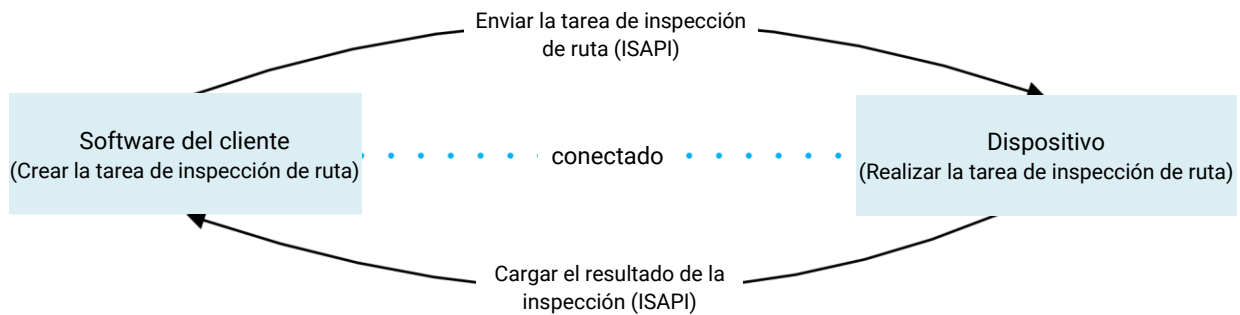 Enviar la tarea de inspección
de ruta (ISAPI)
Software del cliente
(Crear la tarea de inspección de ruta)
conectado
Dispositivo
(Realizar la tarea de inspección de ruta)
Cargar el resultado de la
inspección (ISAPI)